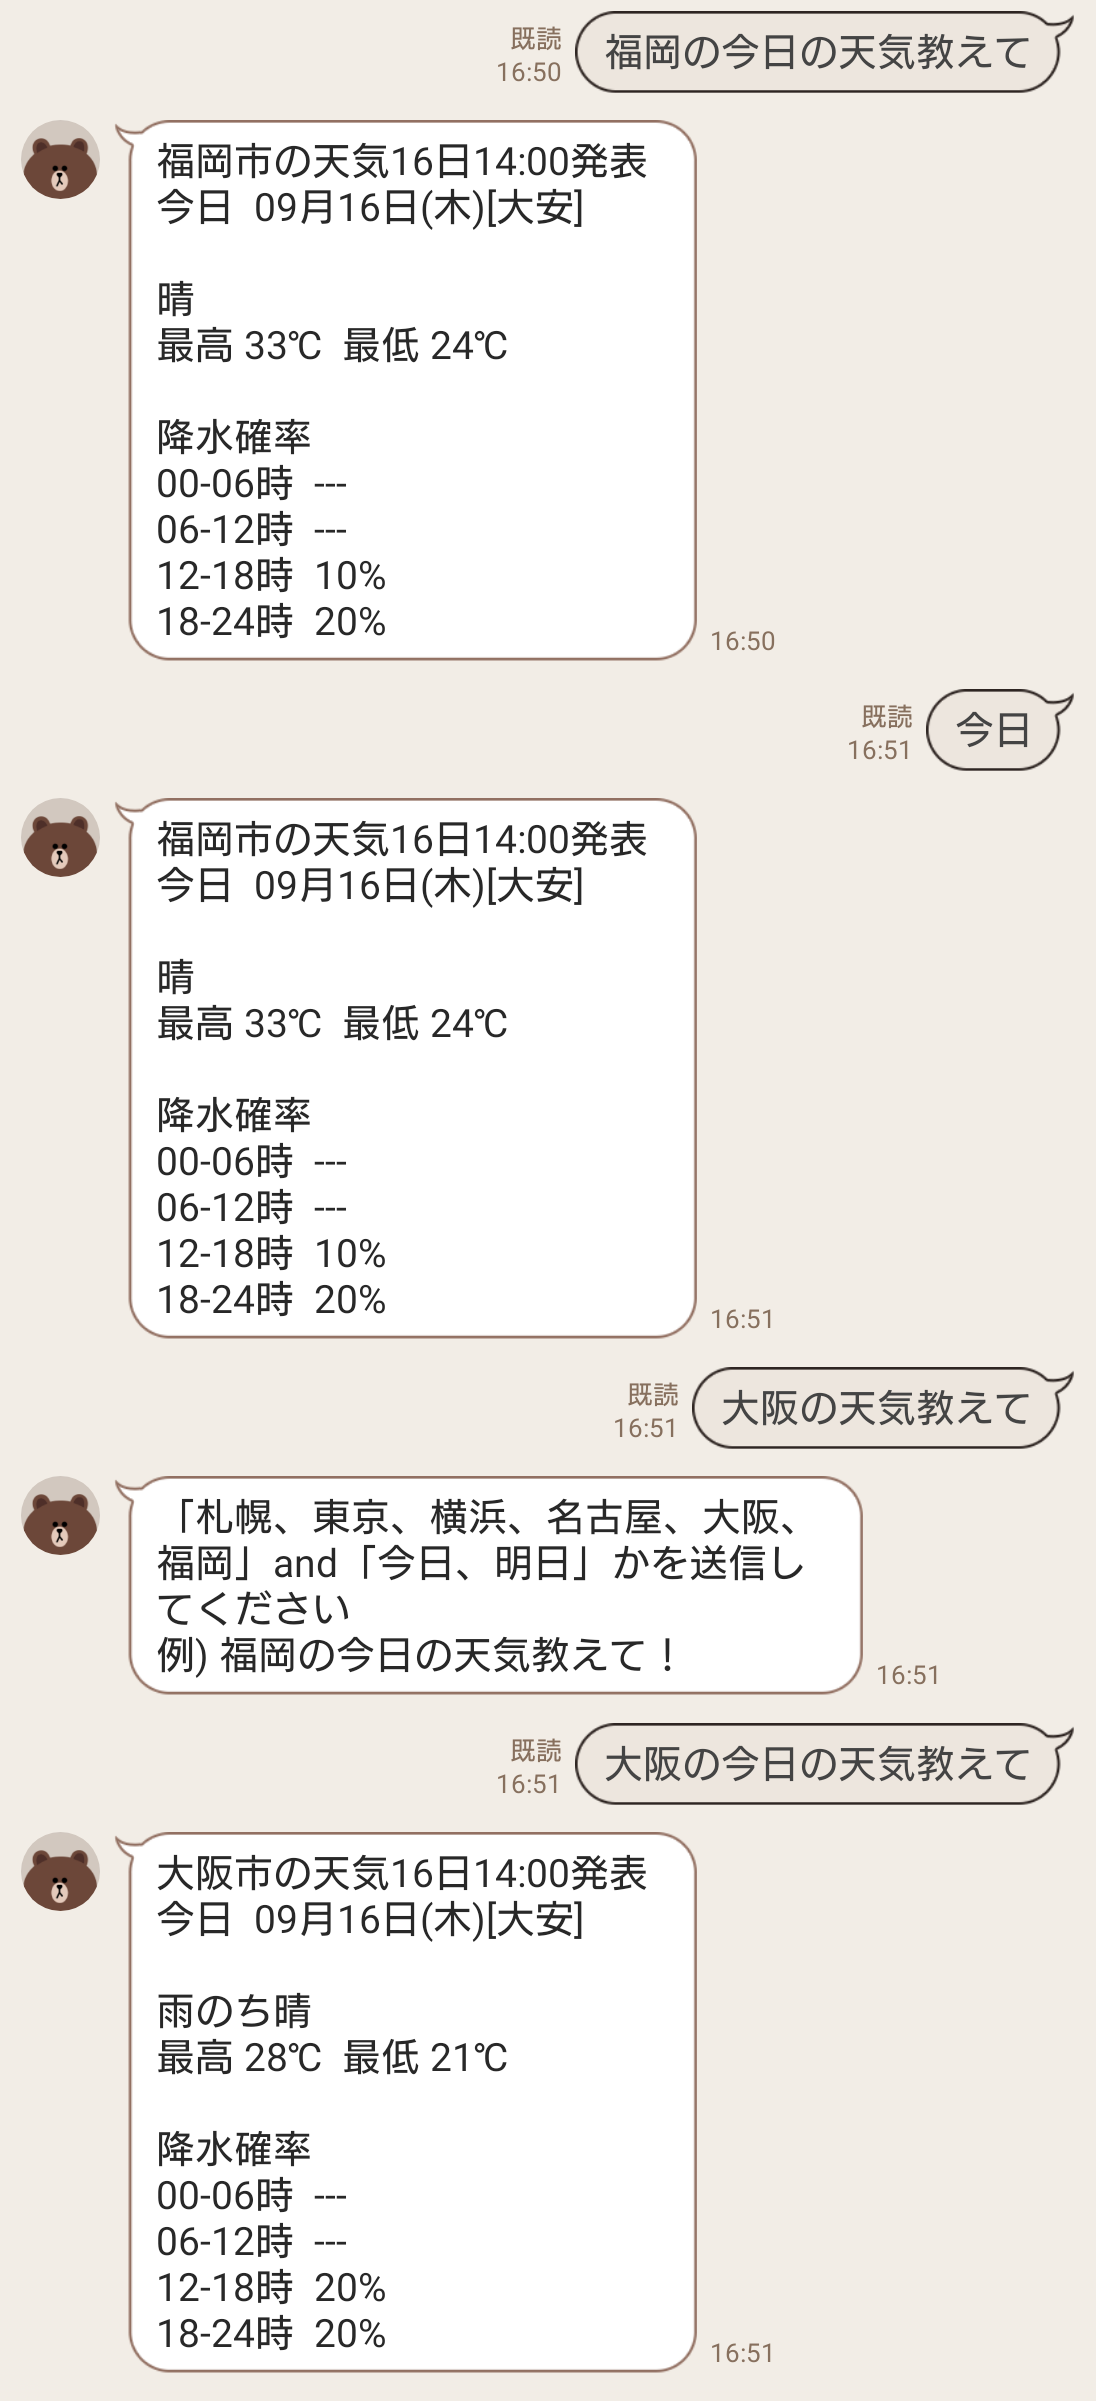 福岡の今日の天気教えて
既読
16:50
福岡市の天気16日14:00発表
今日 09月16日(木)[大安]
晴
最高 33℃ 最低 24℃
降水確率
00-06時 ---
06-12時 ---
12-18時 10%
18-24時 20%
16:50
今日
既読
16:51
福岡市の天気16日14:00発表
今日 09月16日(木)[大安]
晴
最高 33℃ 最低 24℃
降水確率
00-06時 ---
06-12時 ---
12-18時 10%
18-24時 20%
16:51
大阪の天気教えて
既読
16:51
「札幌、東京、横浜、名古屋、大阪、
福岡」and「今日、明日」かを送信し
てください
例) 福岡の今日の天気教えて！
16:51
大阪の今日の天気教えて
既読
16:51
大阪市の天気16日14:00発表
今日 09月16日(木)[大安]
雨のち晴
最高 28℃ 最低 21℃
降水確率
00-06時 ---
06-12時 ---
12-18時 20%
18-24時 20%
16:51